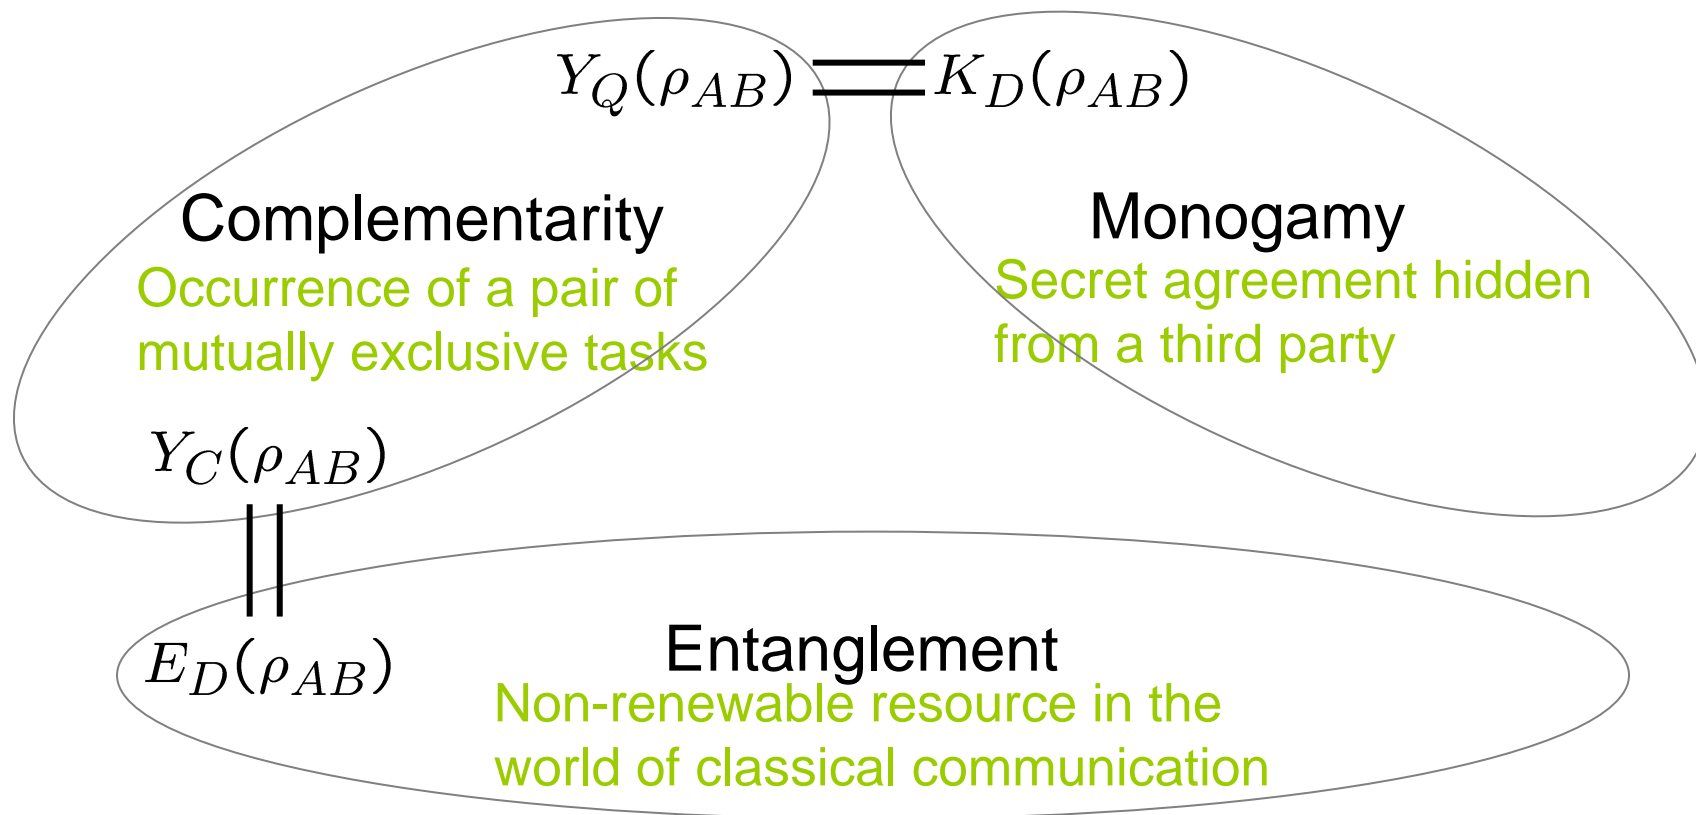 Y_Q(ρ_AB) = K_D(ρ_AB)
Complementarity
Occurrence of a pair of
mutually exclusive tasks
Monogamy
Secret agreement hidden
from a third party
Y_C(ρ_AB)
||
E_D(ρ_AB)
Entanglement
Non-renewable resource in the
world of classical communication